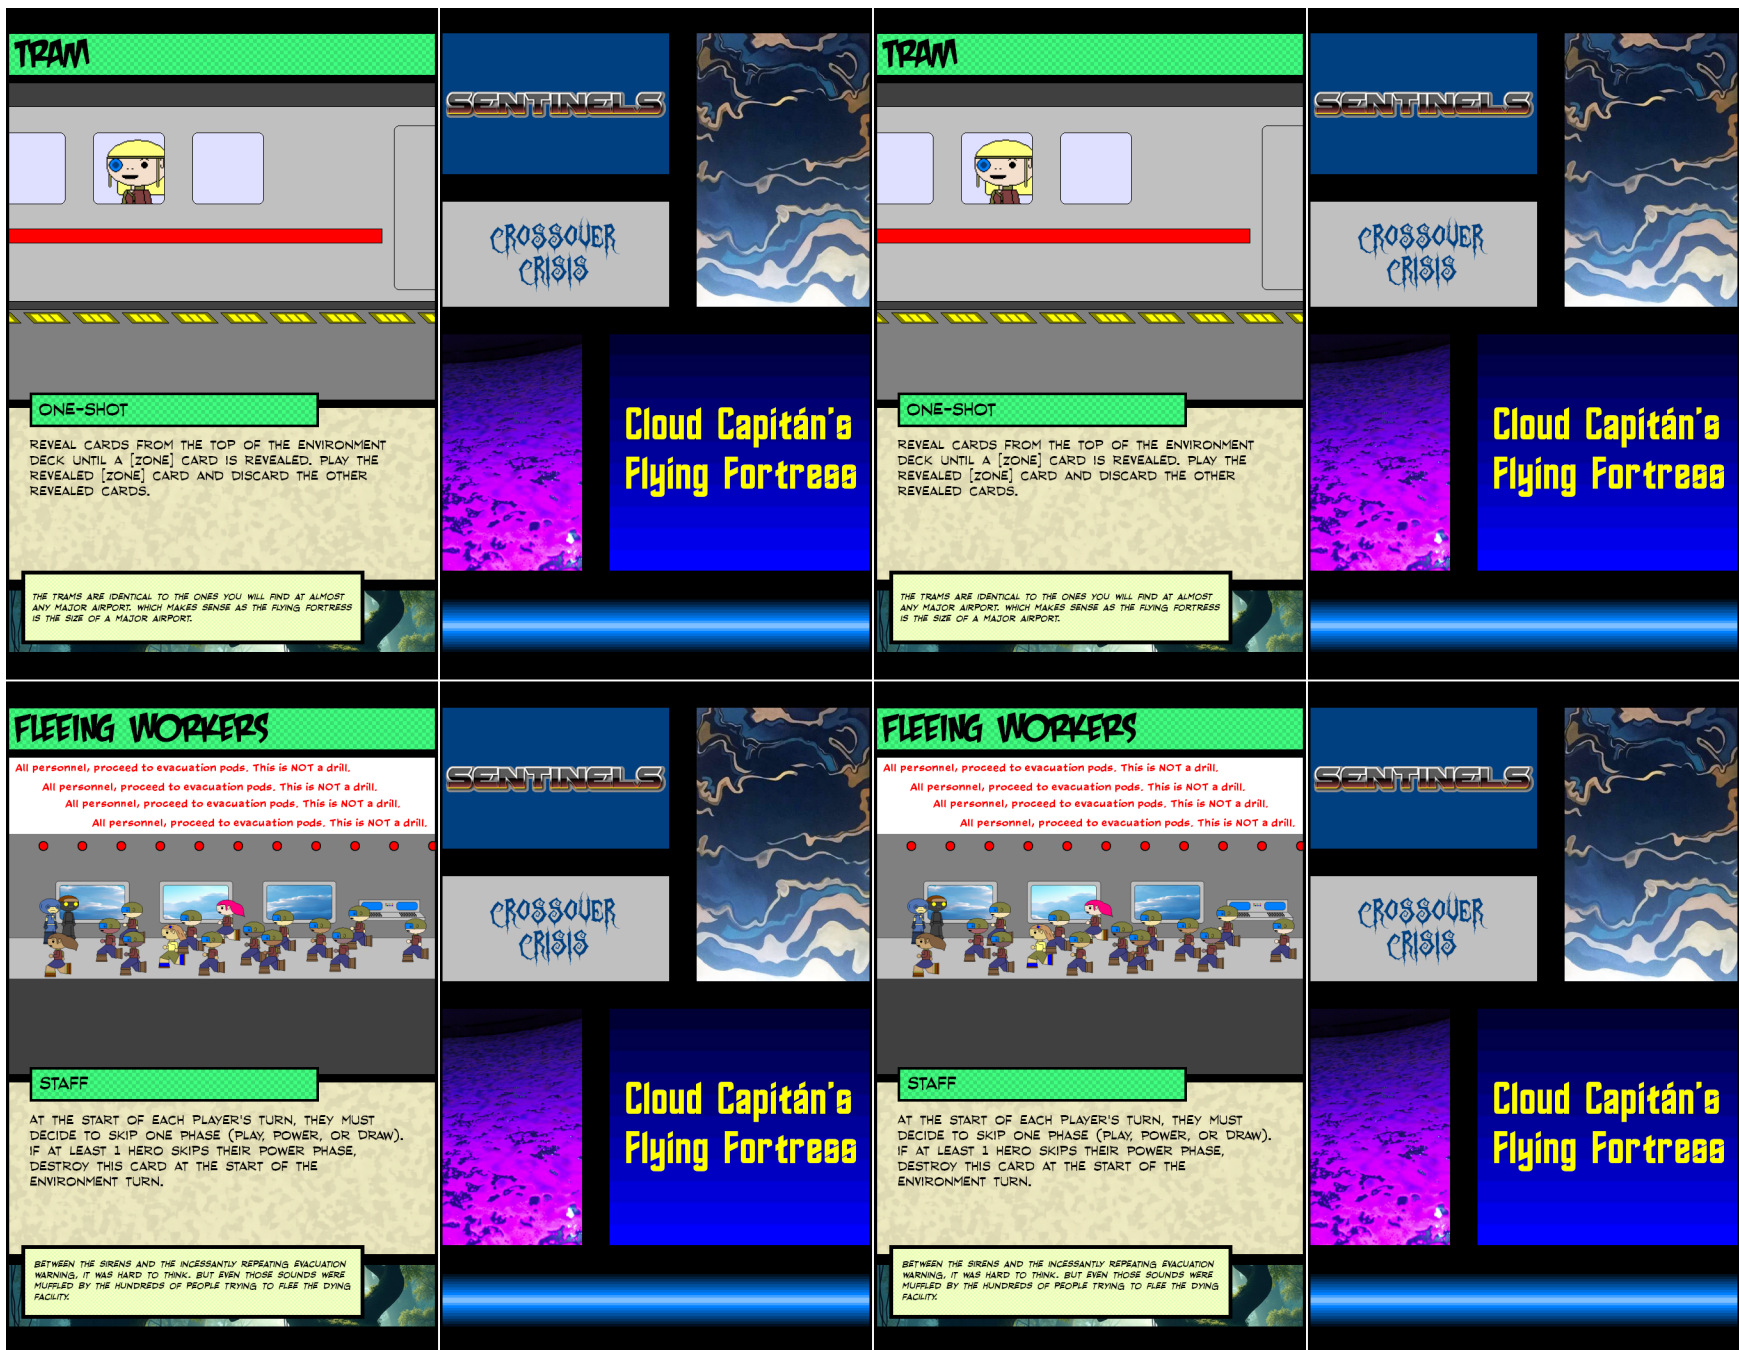 TRAM
ONE-SHOT
REVEAL CARDS FROM THE TOP OF THE ENVIRONMENT
DECK UNTIL A [ZONE] CARD IS REVEALED. PLAY THE
REVEALED [ZONE] CARD AND DISCARD THE OTHER
REVEALED CARDS.
THE TRAMS ARE IDENTICAL TO THE ONES YOU WILL FIND AT ALMOST
ANY MAJOR AIRPORT. WHICH MAKES SENSE AS THE FLYING FORTRESS
IS THE SIZE OF A MAJOR AIRPORT.
SENTINELS
CROSSOVER
CRISIS
Cloud Capitán's
Flying Fortress
TRAM
ONE-SHOT
REVEAL CARDS FROM THE TOP OF THE ENVIRONMENT
DECK UNTIL A [ZONE] CARD IS REVEALED. PLAY THE
REVEALED [ZONE] CARD AND DISCARD THE OTHER
REVEALED CARDS.
THE TRAMS ARE IDENTICAL TO THE ONES YOU WILL FIND AT ALMOST
ANY MAJOR AIRPORT. WHICH MAKES SENSE AS THE FLYING FORTRESS
IS THE SIZE OF A MAJOR AIRPORT.
SENTINELS
CROSSOVER
CRISIS
Cloud Capitán's
Flying Fortress
FLEEING WORKERS
All personnel, proceed to evacuation pods. This is NOT a drill.
All personnel, proceed to evacuation pods. This is NOT a drill.
All personnel, proceed to evacuation pods. This is NOT a drill.
All personnel, proceed to evacuation pods. This is NOT a drill.
STAFF
AT THE START OF EACH PLAYER'S TURN, THEY MUST
DECIDE TO SKIP ONE PHASE (PLAY, POWER, OR DRAW).
IF AT LEAST 1 HERO SKIPS THEIR POWER PHASE,
DESTROY THIS CARD AT THE START OF THE
ENVIRONMENT TURN.
BETWEEN THE SIRENS AND THE INCESSANTLY REPEATING EVACUATION
WARNING, IT WAS HARD TO THINK. BUT EVEN THOSE SOUNDS WERE
MUFFLED BY THE HUNDREDS OF PEOPLE TRYING TO FLEE THE DYING
FACILITY.
SENTINELS
CROSSOVER
CRISIS
Cloud Capitán's
Flying Fortress
FLEEING WORKERS
All personnel, proceed to evacuation pods. This is NOT a drill.
All personnel, proceed to evacuation pods. This is NOT a drill.
All personnel, proceed to evacuation pods. This is NOT a drill.
All personnel, proceed to evacuation pods. This is NOT a drill.
STAFF
AT THE START OF EACH PLAYER'S TURN, THEY MUST
DECIDE TO SKIP ONE PHASE (PLAY, POWER, OR DRAW).
IF AT LEAST 1 HERO SKIPS THEIR POWER PHASE,
DESTROY THIS CARD AT THE START OF THE
ENVIRONMENT TURN.
BETWEEN THE SIRENS AND THE INCESSANTLY REPEATING EVACUATION
WARNING, IT WAS HARD TO THINK. BUT EVEN THOSE SOUNDS WERE
MUFFLED BY THE HUNDREDS OF PEOPLE TRYING TO FLEE THE DYING
FACILITY.
SENTINELS
CROSSOVER
CRISIS
Cloud Capitán's
Flying Fortress